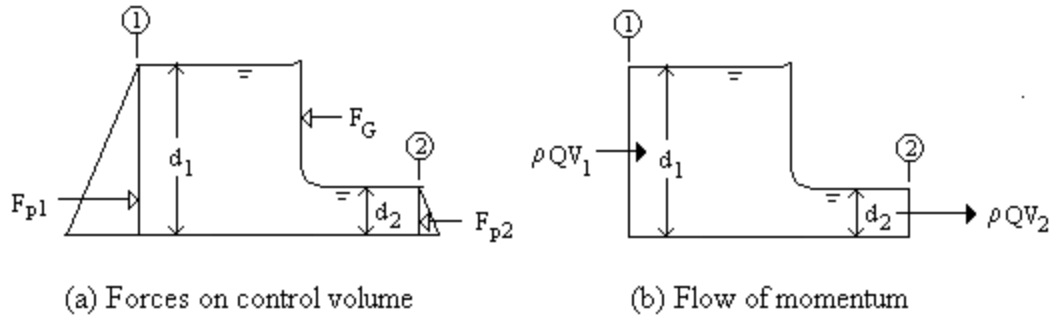 1
F_G
d_1
2
F_p1
d_2
F_p2
(a) Forces on control volume
1
ρQV_1
d_1
2
d_2
ρQV_2
(b) Flow of momentum